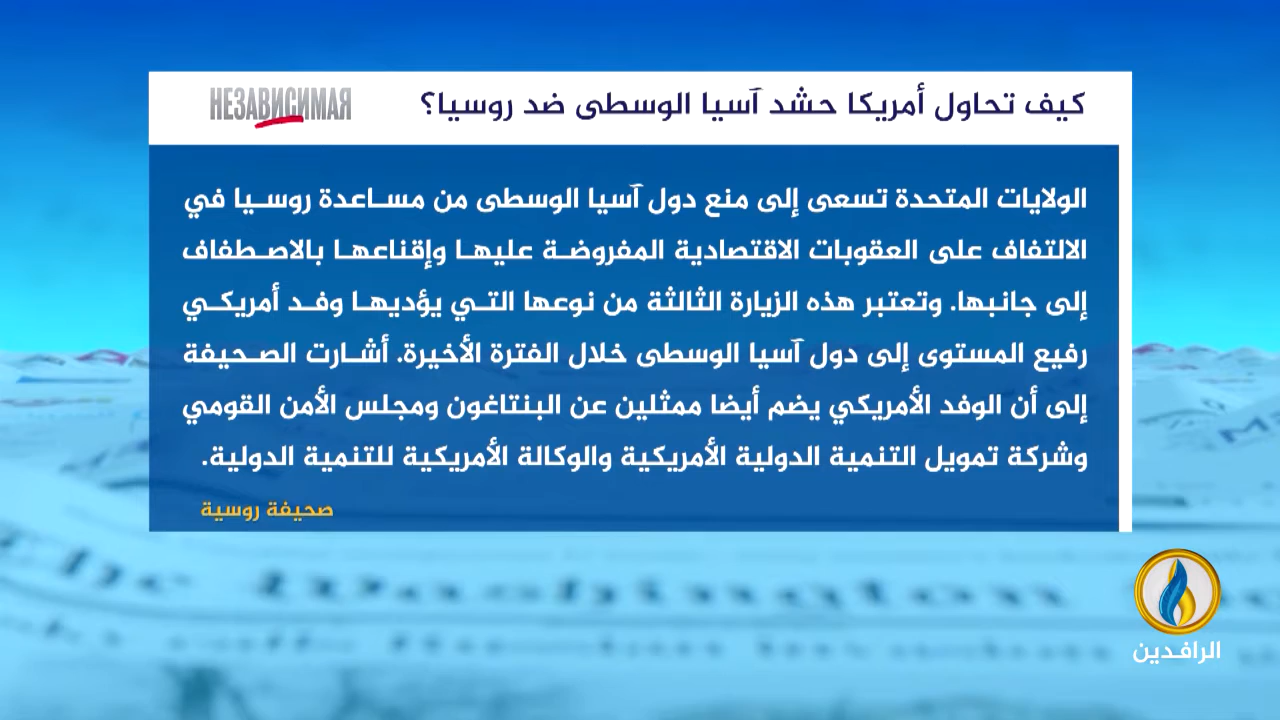 НЕЗАВИСИМАЯ
كيف تحاول أمريكا حشد آسيا الوسطى ضد روسيا؟
الولايات المتحدة تسعى إلى منع دول آسيا الوسطى من مساعدة روسيا في
الالتفاف على العقوبات الاقتصادية المفروضة عليها وإقناعها بالاصطفاف
إلى جانبها. وتعتبر هذه الزيارة الثالثة من نوعها التي يؤديها وفد أمريكي
رفيع المستوى إلى دول آسيا الوسطى خلال الفترة الأخيرة. أشارت الصحيفة
إلى أن الوفد الأمريكي يضم أيضا ممثلين عن البنتاغون ومجلس الأمن القومي
وشركة تمويل التنمية الدولية الأمريكية والوكالة الأمريكية للتنمية الدولية.
صحيفة روسية
الرافدين